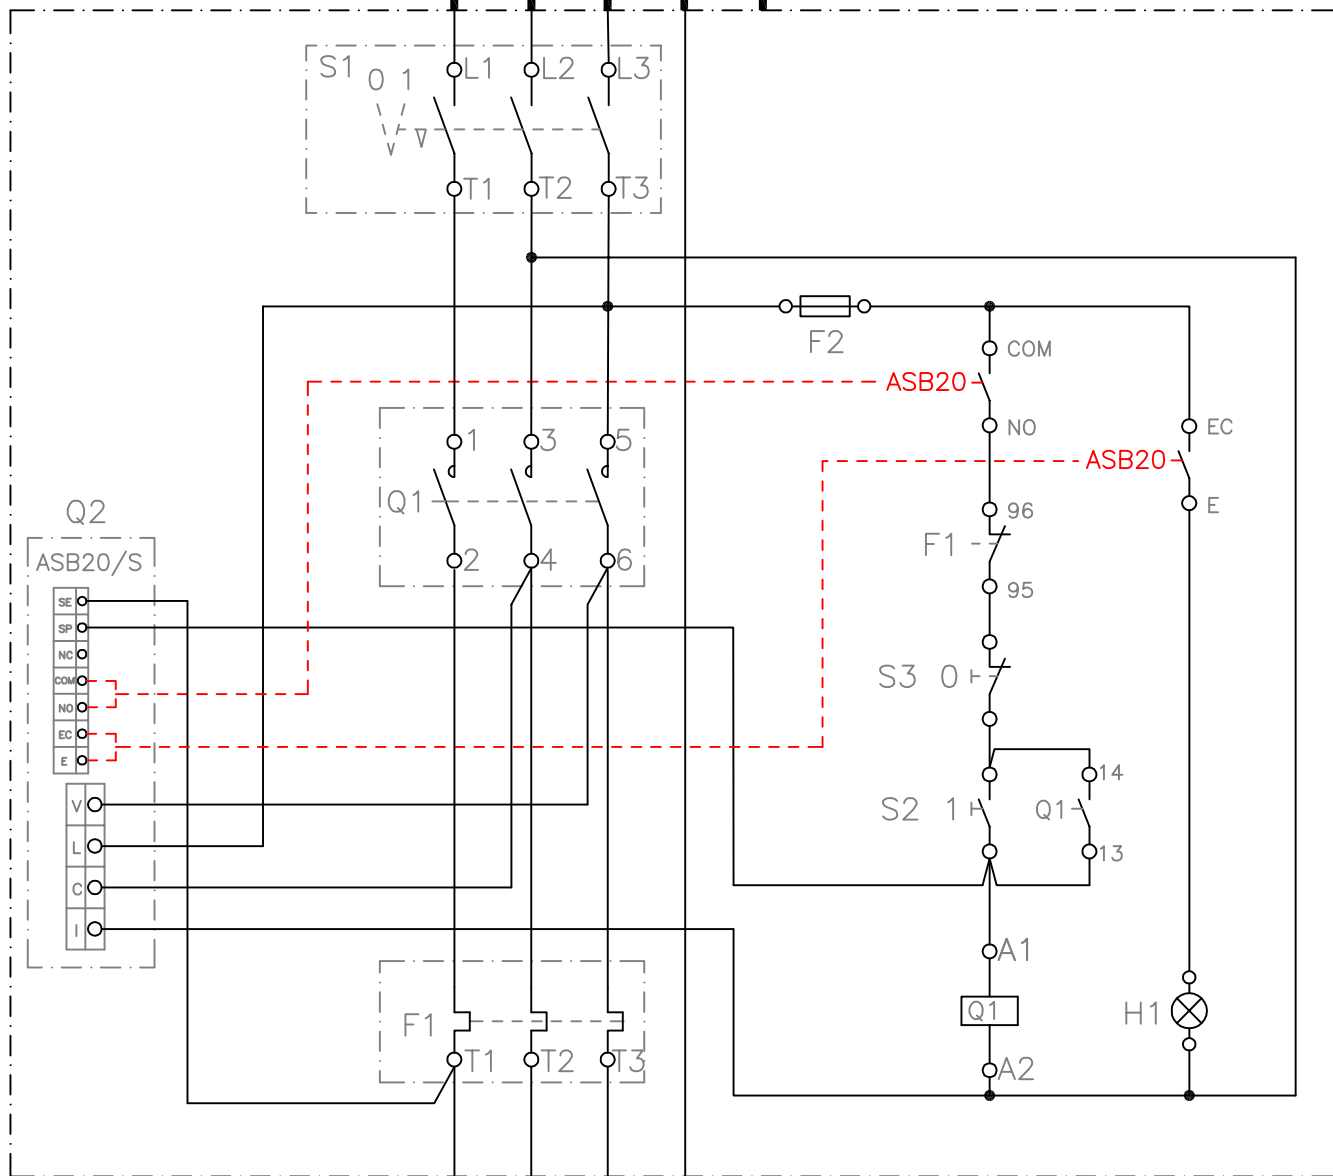 S1 0 1 L1 L2 L3
T1 T2 T3
F2
COM
ASB20
NO
EC
ASB20
E
1 3 5
Q1
2 4 6
96
F1
95
S3 0
14
S2 1 Q1
13
A1
Q1
A2
H1
Q2
ASB20/S
SE
SP
NC
COM
NO
EC
E
V
L
C
I
F1
T1 T2 T3